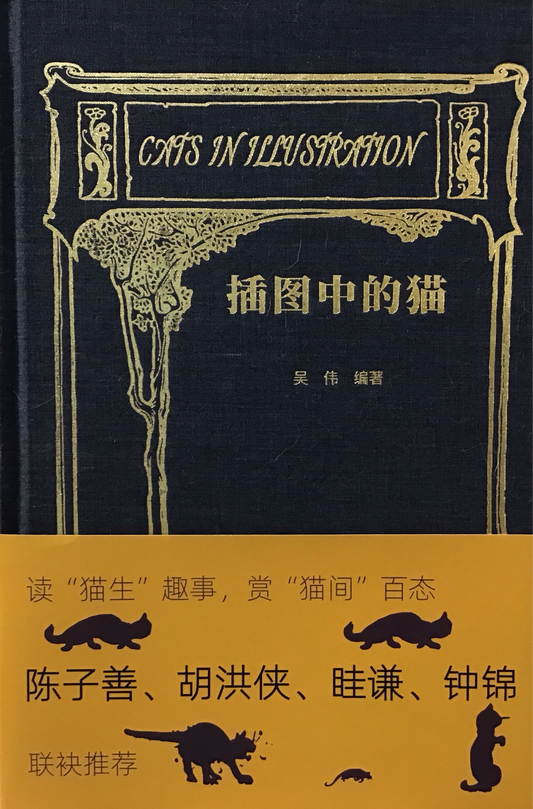 CATS IN ILLUSTRATION
插图中的猫
吴 伟 编著
读“猫生”趣事，赏“猫间”百态
陈子善、胡洪侠、眭谦、钟锦
联袂推荐